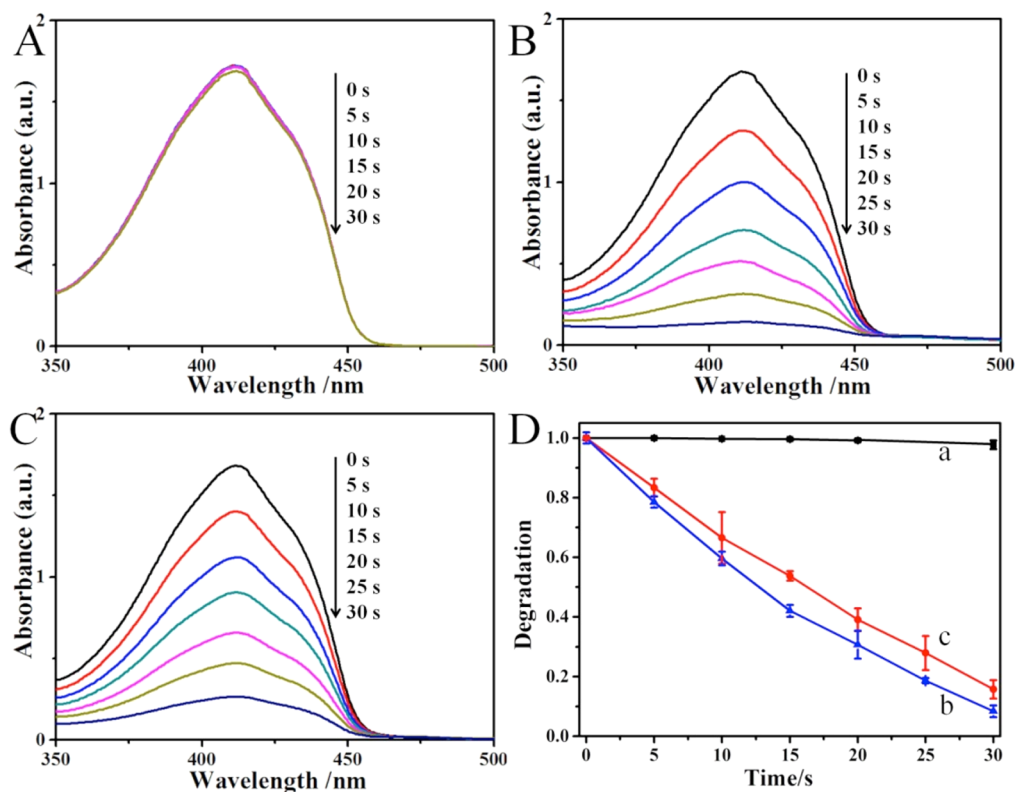 A
2
1
0
Absorbance (a.u.)
0 s
5 s
10 s
15 s
20 s
30 s
350
400
450
500
Wavelength /nm
B
2
1
0
Absorbance (a.u.)
0 s
5 s
10 s
15 s
20 s
25 s
30 s
350
400
450
500
Wavelength /nm
C
2
1
0
Absorbance (a.u.)
0 s
5 s
10 s
15 s
20 s
25 s
30 s
350
400
450
500
Wavelength /nm
D
1.0
0.8
0.6
0.4
0.2
0.0
Degradation
a
c
b
0
5
10
15
20
25
30
Time/s